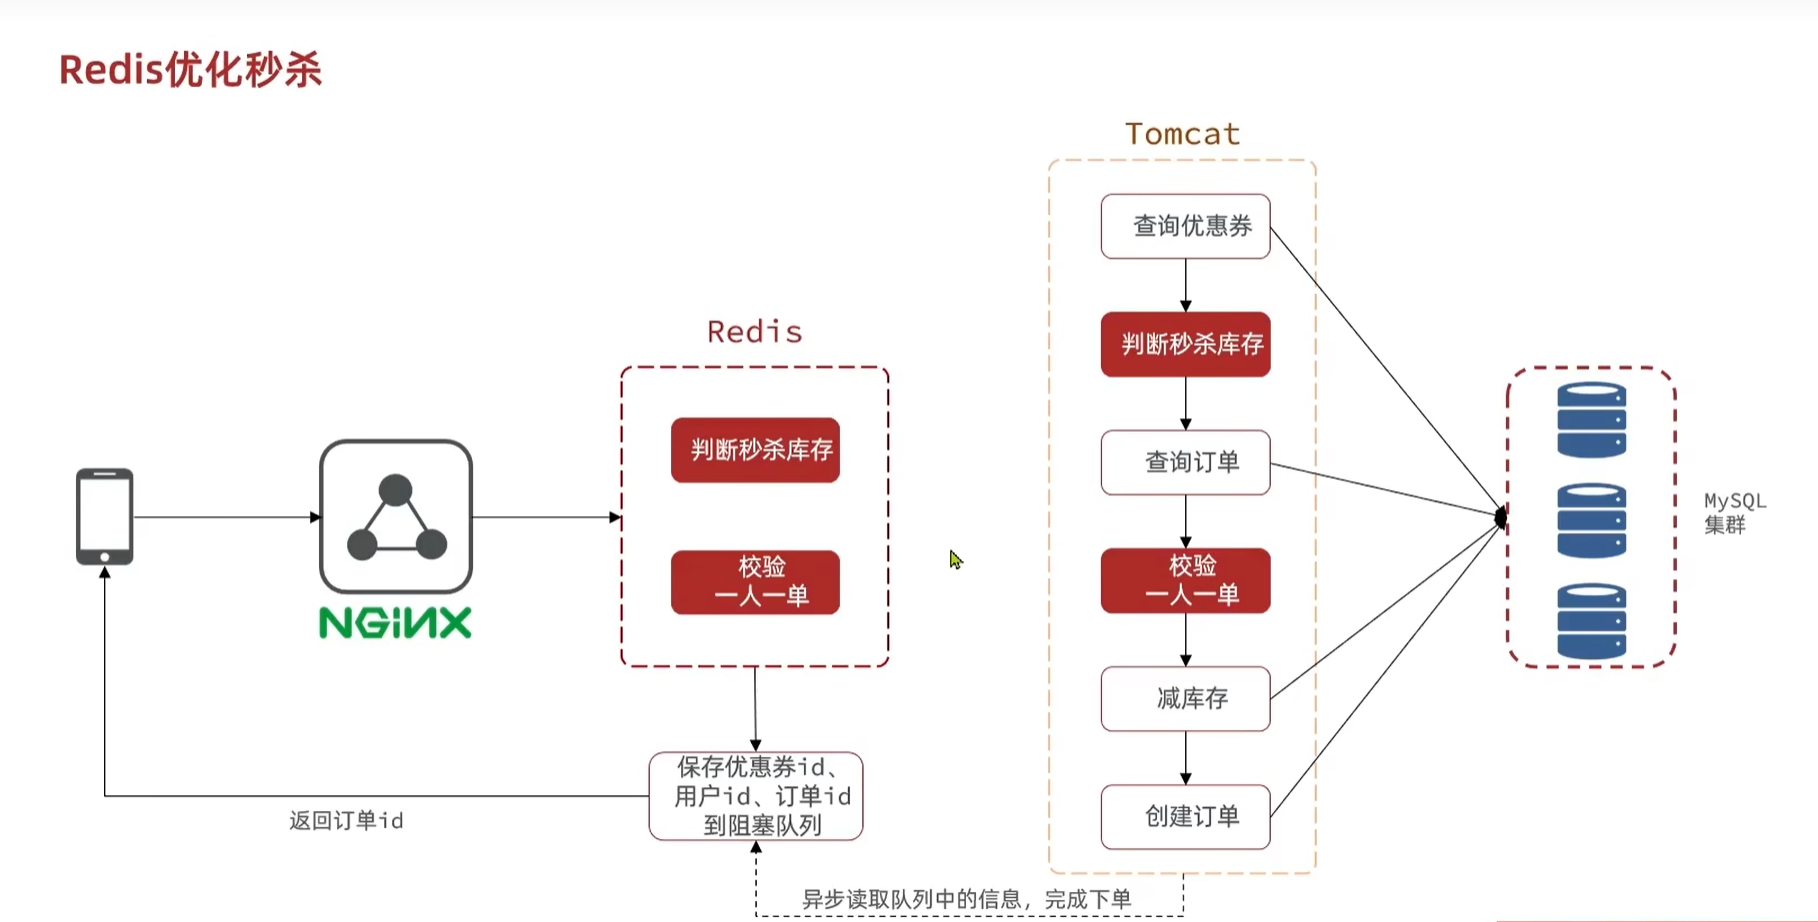 Redis优化秒杀
Tomcat
查询优惠券
判断秒杀库存
查询订单
校验
一人一单
减库存
创建订单
Redis
判断秒杀库存
校验
一人一单
NGiNX
MySQL
集群
保存优惠券id、
用户id、订单id
到阻塞队列
返回订单id
异步读取队列中的信息，完成下单